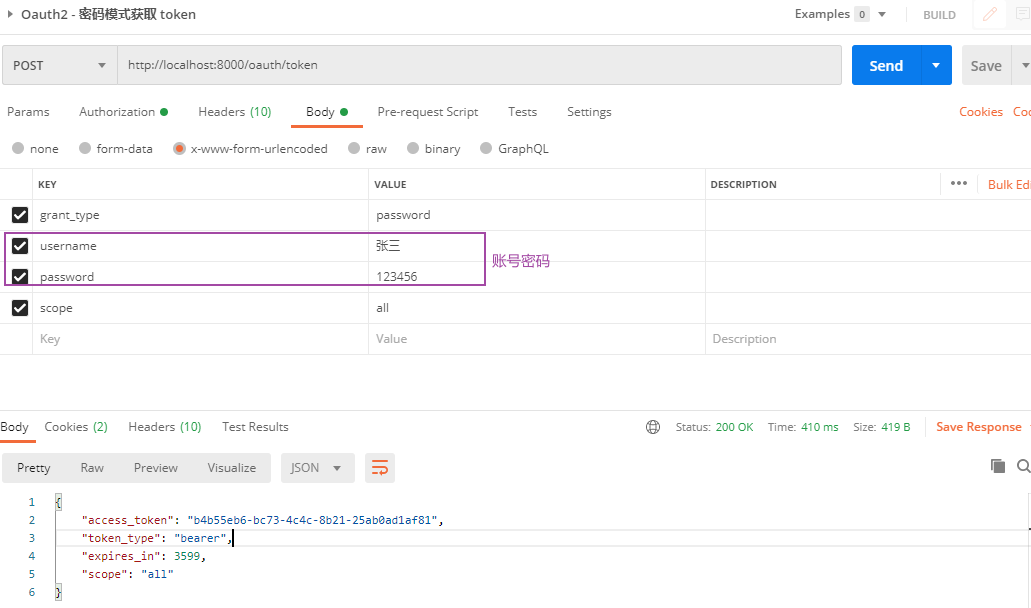 Oauth2 - 密码模式获取 token
Examples 0
BUILD
POST
http://localhost:8000/oauth/token
Send
Save
Params
Authorization
Headers (10)
Body
Pre-request Script
Tests
Settings
Cookies
none
form-data
x-www-form-urlencoded
raw
binary
GraphQL
KEY
VALUE
DESCRIPTION
•••
Bulk
grant_type
password
username
张三
账号密码
password
123456
scope
all
Key
Value
Description
Body
Cookies (2)
Headers (10)
Test Results
Status: 200 OK
Time: 410 ms
Size: 419 B
Save Response
Pretty
Raw
Preview
Visualize
JSON
1 {
2 "access_token": "b4b55eb6-bc73-4c4c-8b21-25ab0ad1af81",
3 "token_type": "bearer",
4 "expires_in": 3599,
5 "scope": "all"
6 }